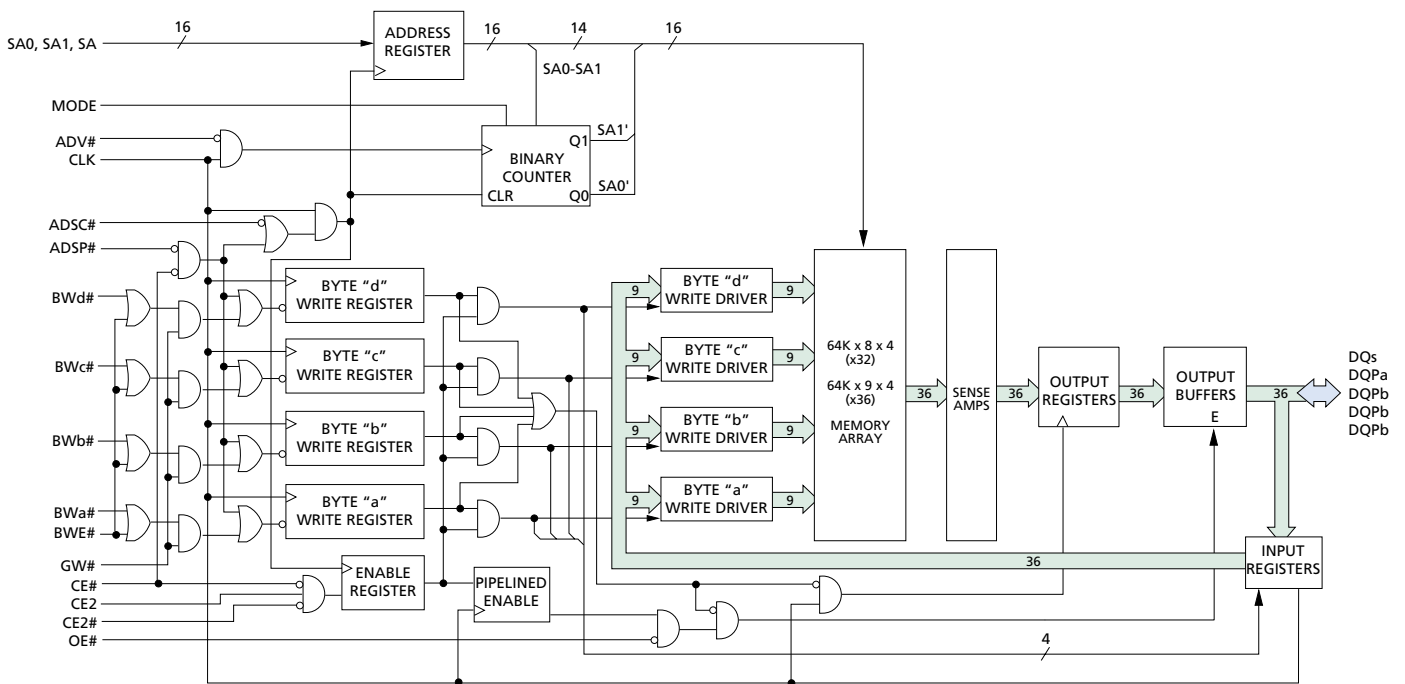 SA0, SA1, SA
16
ADDRESS
REGISTER
16
14
16
SA0-SA1
MODE
ADV#
CLK
BINARY
COUNTER
Q1
SA1'
CLR
Q0
SA0'
ADSC#
ADSP#
BWd#
BWc#
BWb#
BWa#
BWE#
GW#
CE#
CE2
CE2#
OE#
BYTE “d”
WRITE REGISTER
BYTE “c”
WRITE REGISTER
BYTE “b”
WRITE REGISTER
BYTE “a”
WRITE REGISTER
ENABLE
REGISTER
PIPELINED
ENABLE
9
BYTE “d”
WRITE DRIVER
9
9
BYTE “c”
WRITE DRIVER
9
9
BYTE “b”
WRITE DRIVER
9
9
BYTE “a”
WRITE DRIVER
9
64K x 8 x 4
(x32)
64K x 9 x 4
(x36)
MEMORY
ARRAY
36
SENSE
AMPS
36
OUTPUT
REGISTERS
36
OUTPUT
BUFFERS
E
36
DQs
DQPa
DQPb
DQPb
DQPb
36
INPUT
REGISTERS
4